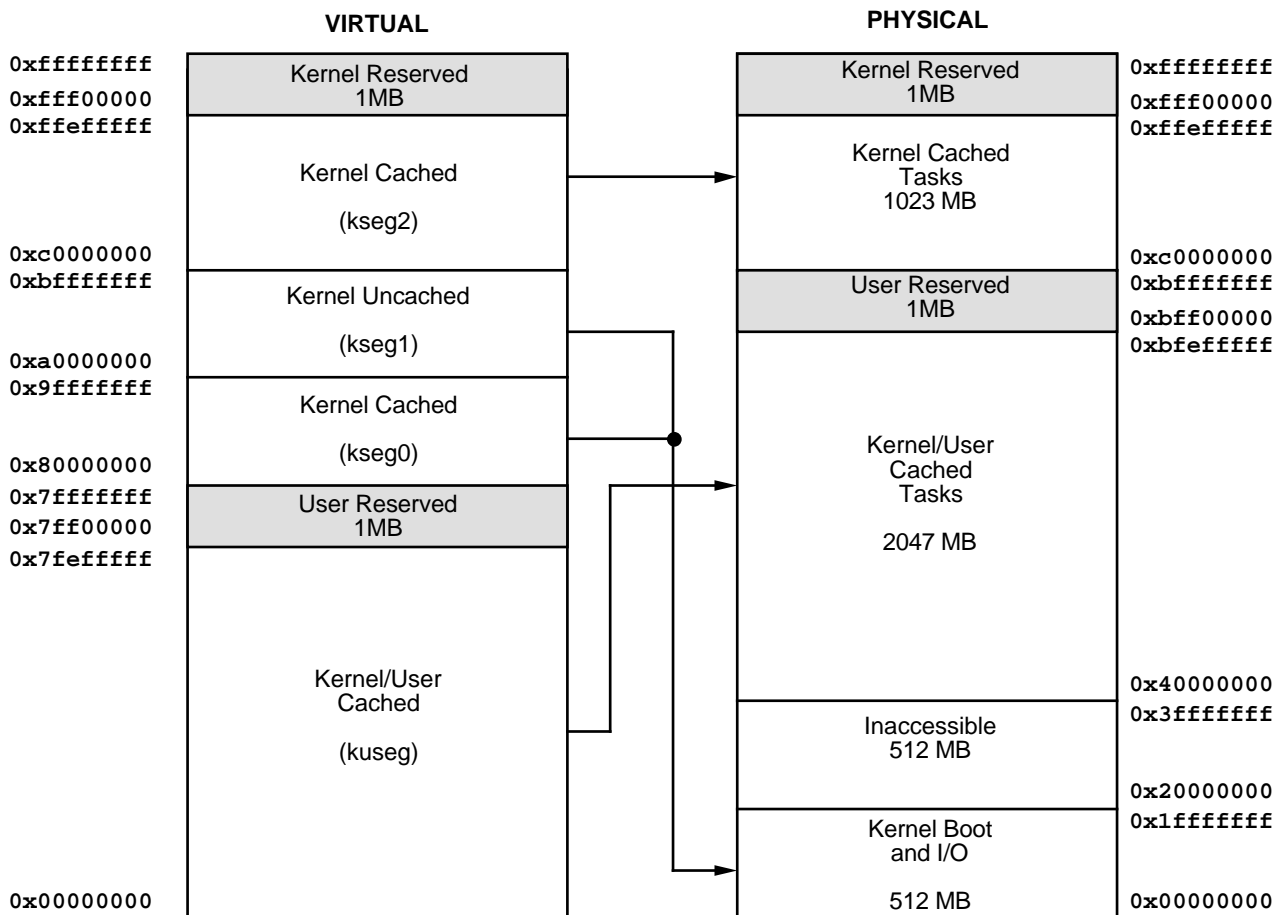 VIRTUAL
PHYSICAL
0xffffffff
0xfff00000
0xffefffff
0xc0000000
0xbfffffff
0xa0000000
0x9fffffff
0x80000000
0x7fffffff
0x7ff00000
0x7fefffff
0x00000000
Kernel Reserved
1MB
Kernel Cached
(kseg2)
Kernel Uncached
(kseg1)
Kernel Cached
(kseg0)
User Reserved
1MB
Kernel/User
Cached
(kuseg)
Kernel Reserved
1MB
Kernel Cached
Tasks
1023 MB
User Reserved
1MB
Kernel/User
Cached
Tasks
2047 MB
Inaccessible
512 MB
Kernel Boot
and I/O
512 MB
0xffffffff
0xfff00000
0xffefffff
0xc0000000
0xbfffffff
0xbff00000
0xbfefffff
0x40000000
0x3fffffff
0x20000000
0x1fffffff
0x00000000